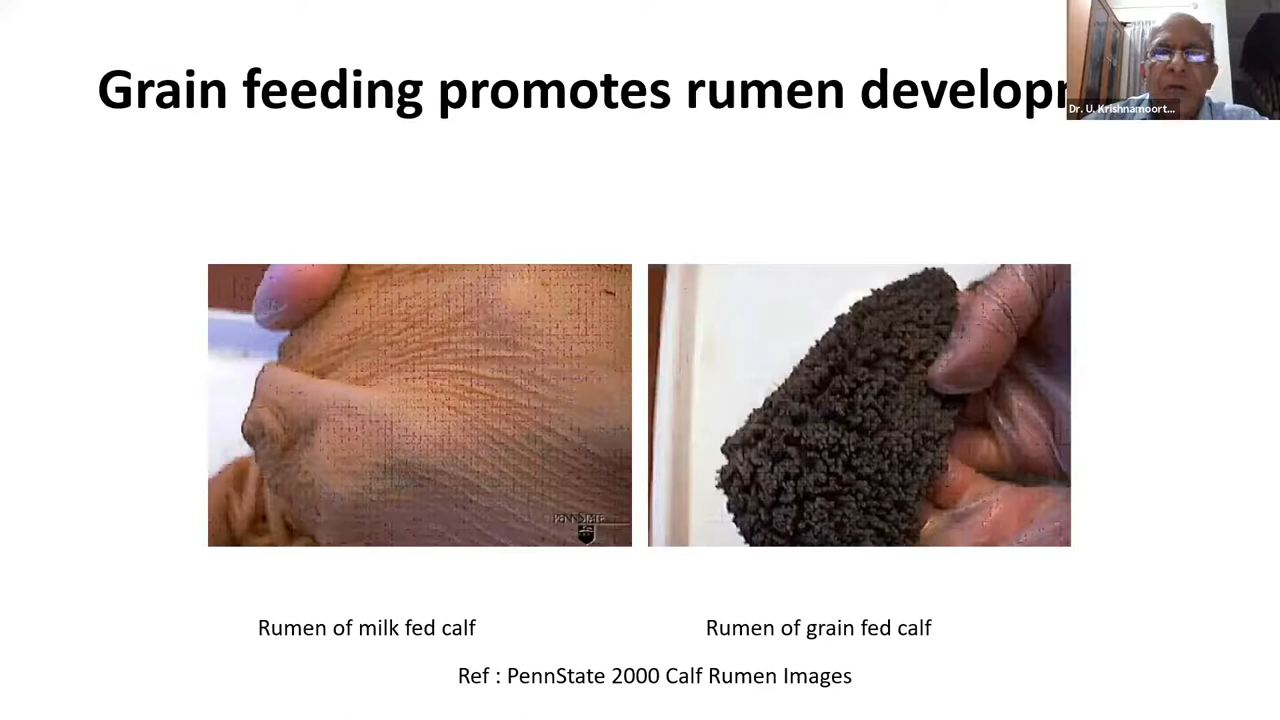 Grain feeding promotes rumen developm
Dr. U. Krishnamoort...
PENNSTATE
Rumen of milk fed calf
Rumen of grain fed calf
Ref : PennState 2000 Calf Rumen Images